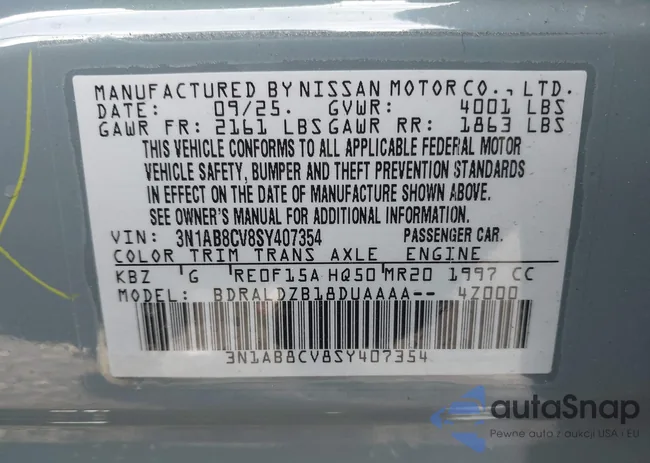 MANUFACTURED BY NISSAN MOTOR CO., LTD.
DATE: 09/25. GVWR: 4001 LBS
GAWR FR: 2161 LBS GAWR RR: 1863 LBS
THIS VEHICLE CONFORMS TO ALL APPLICABLE FEDERAL MOTOR
VEHICLE SAFETY, BUMPER AND THEFT PREVENTION STANDARDS
IN EFFECT ON THE DATE OF MANUFACTURE SHOWN ABOVE.
SEE OWNER'S MANUAL FOR ADDITIONAL INFORMATION.
VIN: 3N1AB8CV8SY407354 PASSENGER CAR.
COLOR TRIM TRANS AXLE ENGINE
KBZ G RE0F15A HQ50 MR20 1997 CC
MODEL: BDRALDZB18DUAAAA-- 4Z000
3N1AB8CV8SY407354
autaSnap
Pewne auto z aukcji USA i EU